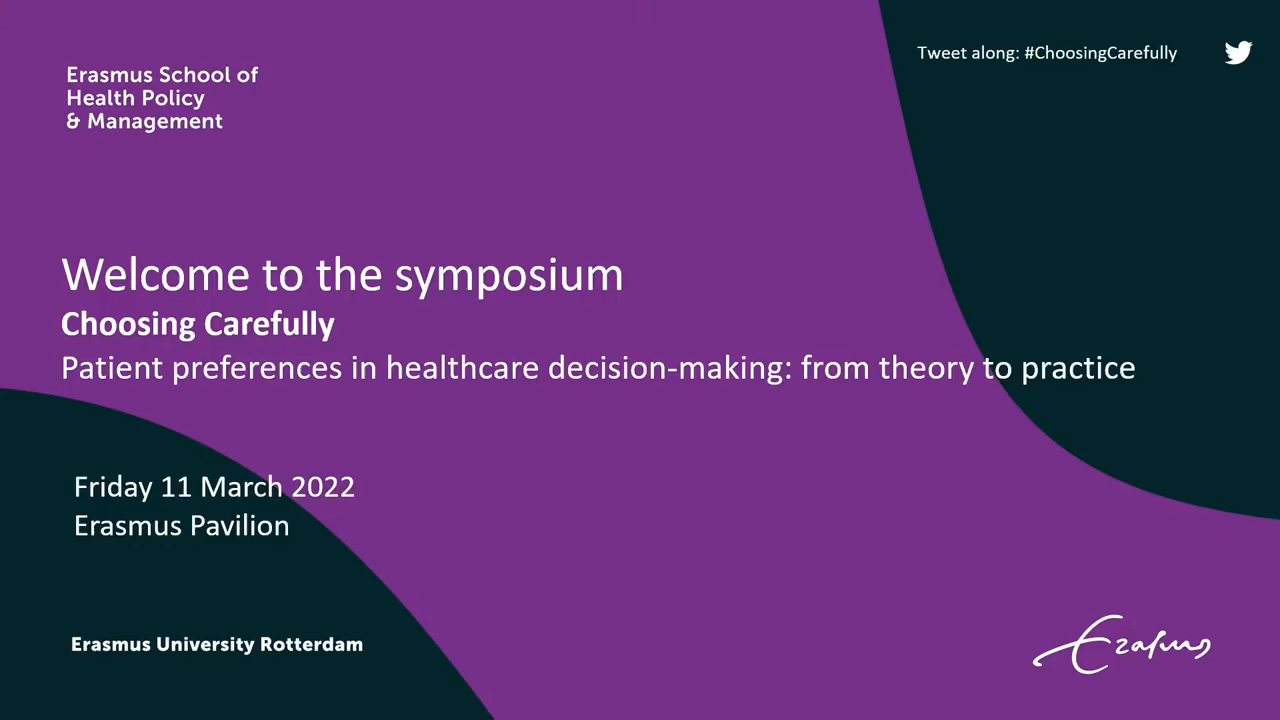 Tweet along: #ChoosingCarefully
Erasmus School of
Health Policy
& Management
Welcome to the symposium
Choosing Carefully
Patient preferences in healthcare decision-making: from theory to practice
Friday 11 March 2022
Erasmus Pavilion
Erasmus University Rotterdam
Erasmus